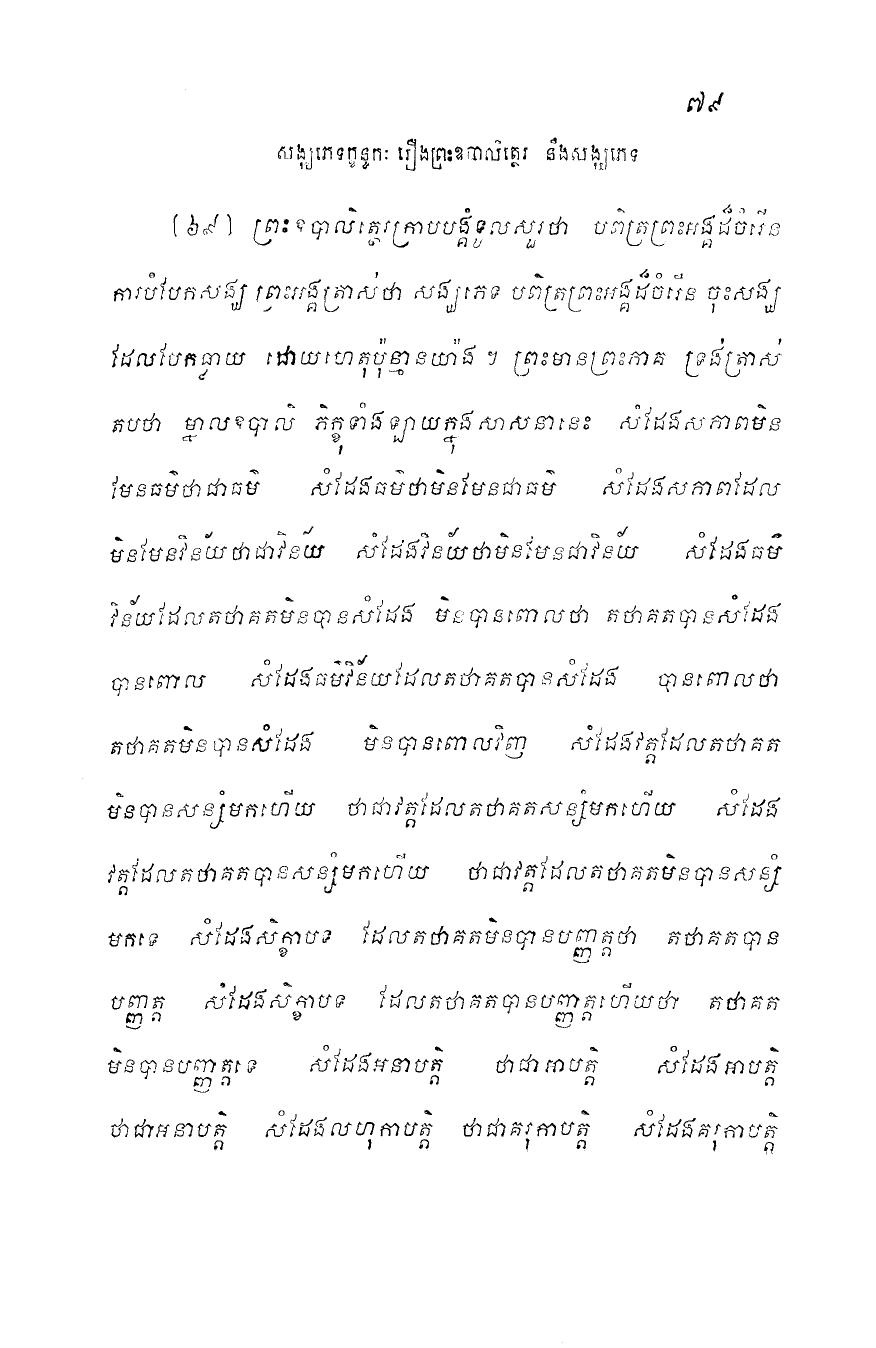 ៧៩
សង្ឃភេទក្ខន្ធកៈ រឿងព្រះឧបាលិត្ថេរ នឹងសង្ឃភេទ
(៦៩) ព្រះឧបាលិត្ថេរក្រាបបង្គំទូលសួរថា បពិត្រព្រះអង្គដ៏ចំរើន
ការបំបែកសង្ឃ ព្រះអង្គត្រាស់ថា សង្ឃភេទ បពិត្រព្រះអង្គដ៏ចំរើន ចុះសង្ឃ
ដែលបែកធ្លាយ ដោយហេតុប៉ុន្មានយ៉ាង ។ ព្រះមានព្រះភាគ ទ្រង់ត្រាស់
តបថា ម្នាលឧបាលិ ភិក្ខុទាំងឡាយក្នុងសាសនានេះ សំដែងសភាពមិន
មែនធម៌ថាជាធម៌ សំដែងធម៌ថាមិនមែនជាធម៌ សំដែងសភាពដែល
មិនមែនវិន័យថាជាវិន័យ សំដែងវិន័យថាមិនមែនជាវិន័យ សំដែងធម៌
វិន័យដែលតថាគតមិនបានសំដែង មិនបានពោលថា តថាគតបានសំដែង
បានពោល សំដែងធម៌វិន័យដែលតថាគតបានសំដែង បានពោលថា
តថាគតមិនបានសំដែង មិនបានពោលវិញ សំដែងវត្តដែលតថាគត
មិនបានសន្សំមកហើយ ថាជាវត្តដែលតថាគតសន្សំមកហើយ សំដែង
វត្តដែលតថាគតបានសន្សំមកហើយ ថាជាវត្តដែលតថាគតមិនបានសន្សំ
មកទេ សំដែងសិក្ខាបទ ដែលតថាគតមិនបានបញ្ញត្តថា តថាគតបាន
បញ្ញត្ត សំដែងសិក្ខាបទ ដែលតថាគតបានបញ្ញត្តហើយថា តថាគត
មិនបានបញ្ញត្តទេ សំដែងអនាបត្តិ ថាជាអាបត្តិ សំដែងអាបត្តិ
ថាជាអនាបត្តិ សំដែងលហុកាបត្តិ ថាជាគរុកាបត្តិ សំដែងគរុកាបត្តិ